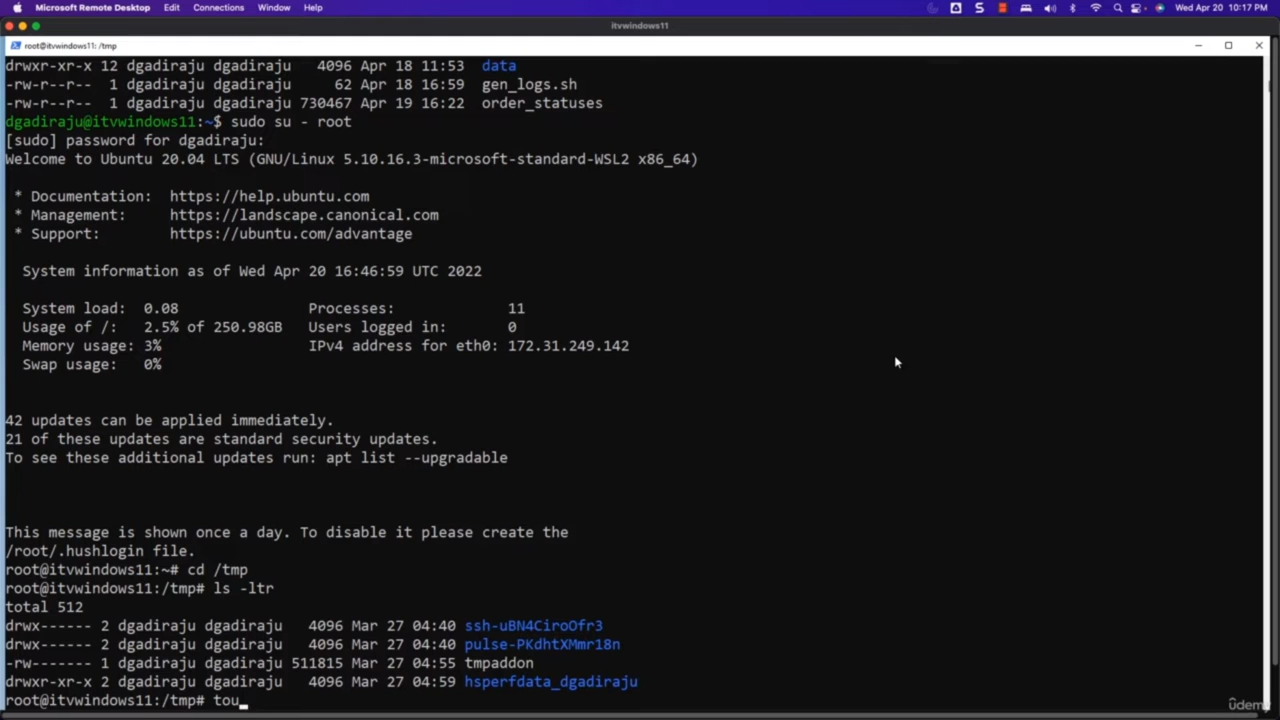 Microsoft Remote Desktop Edit Connections Window Help Wed Apr 20 10:17 PM
itvwindows11
root@itvwindows11: /tmp
drwxr-xr-x 12 dgadiraju dgadiraju 4096 Apr 18 11:53 data
-rw-r--r-- 1 dgadiraju dgadiraju 62 Apr 18 16:59 gen_logs.sh
-rw-r--r-- 1 dgadiraju dgadiraju 730467 Apr 19 16:22 order_statuses
dgadiraju@itvwindows11:~$ sudo su - root
[sudo] password for dgadiraju:
Welcome to Ubuntu 20.04 LTS (GNU/Linux 5.10.16.3-microsoft-standard-WSL2 x86_64)
* Documentation: https://help.ubuntu.com
* Management: https://landscape.canonical.com
* Support: https://ubuntu.com/advantage
System information as of Wed Apr 20 16:46:59 UTC 2022
System load: 0.08 Processes: 11
Usage of /: 2.5% of 250.98GB Users logged in: 0
Memory usage: 3% IPv4 address for eth0: 172.31.249.142
Swap usage: 0%
42 updates can be applied immediately.
21 of these updates are standard security updates.
To see these additional updates run: apt list --upgradable
This message is shown once a day. To disable it please create the
/root/.hushlogin file.
root@itvwindows11:~# cd /tmp
root@itvwindows11:/tmp# ls -ltr
total 512
drwx------ 2 dgadiraju dgadiraju 4096 Mar 27 04:40 ssh-uBN4CiroOfr3
drwx------ 2 dgadiraju dgadiraju 4096 Mar 27 04:40 pulse-PKdhtXMmr18n
-rw------- 1 dgadiraju dgadiraju 511815 Mar 27 04:55 tmpaddon
drwxr-xr-x 2 dgadiraju dgadiraju 4096 Mar 27 04:59 hsperfdata_dgadiraju
root@itvwindows11:/tmp# tou
ûdemy